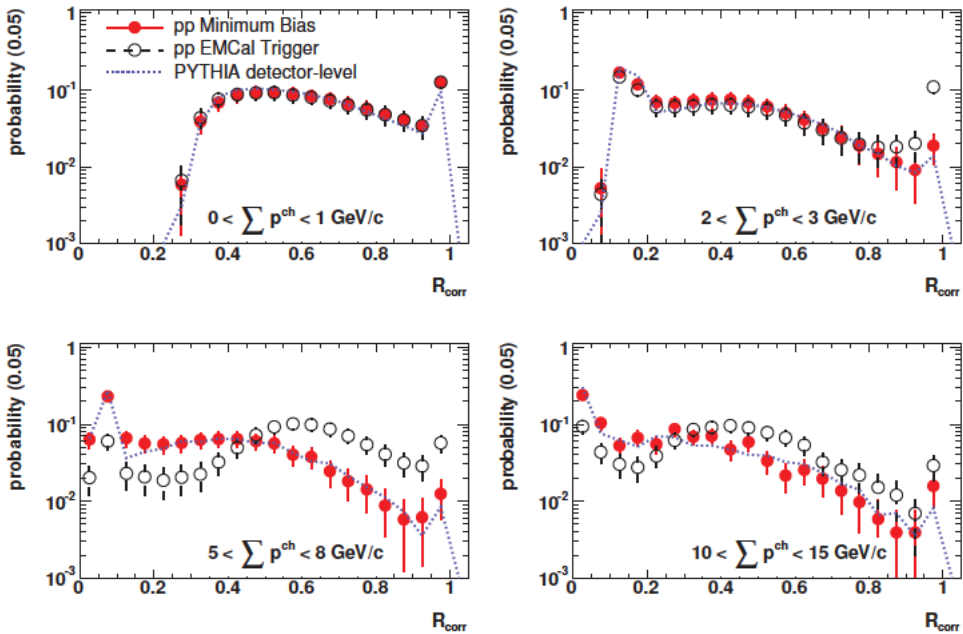 probability (0.05)
1
10⁻¹
10⁻²
10⁻³
pp Minimum Bias
pp EMCal Trigger
PYTHIA detector-level
0 < ∑ pᶜʰ < 1 GeV/c
0 0.2 0.4 0.6 0.8 1
R_corr
probability (0.05)
1
10⁻¹
10⁻²
10⁻³
2 < ∑ pᶜʰ < 3 GeV/c
0 0.2 0.4 0.6 0.8 1
R_corr
probability (0.05)
1
10⁻¹
10⁻²
10⁻³
5 < ∑ pᶜʰ < 8 GeV/c
0 0.2 0.4 0.6 0.8 1
R_corr
probability (0.05)
1
10⁻¹
10⁻²
10⁻³
10 < ∑ pᶜʰ < 15 GeV/c
0 0.2 0.4 0.6 0.8 1
R_corr